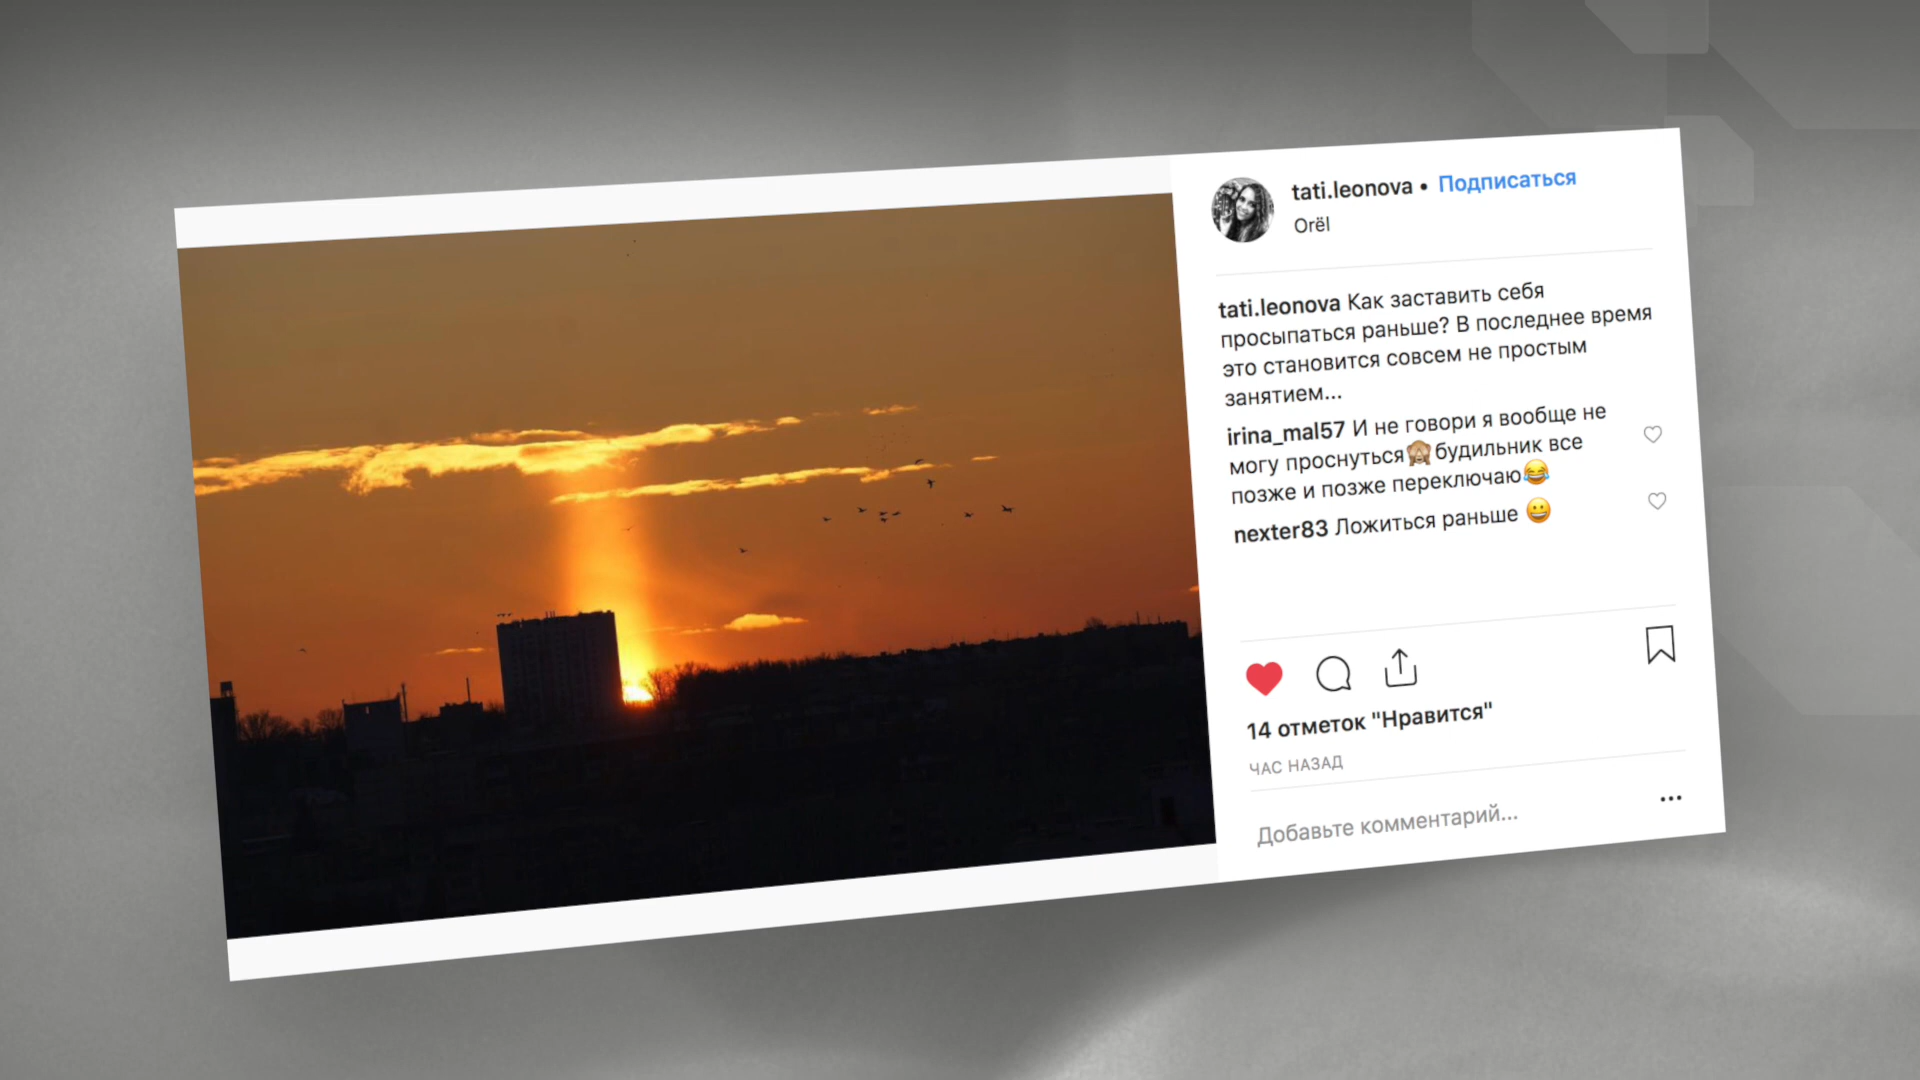 tati.leonova • Подписаться
Orël
tati.leonova Как заставить себя
просыпаться раньше? В последнее время
это становится совсем не простым
занятием...
irina_mal57 И не говори я вообще не
могу проснуться🙈будильник все
позже и позже переключаю😂
nexter83 Ложиться раньше 😀
14 отметок "Нравится"
ЧАС НАЗАД
Добавьте комментарий...